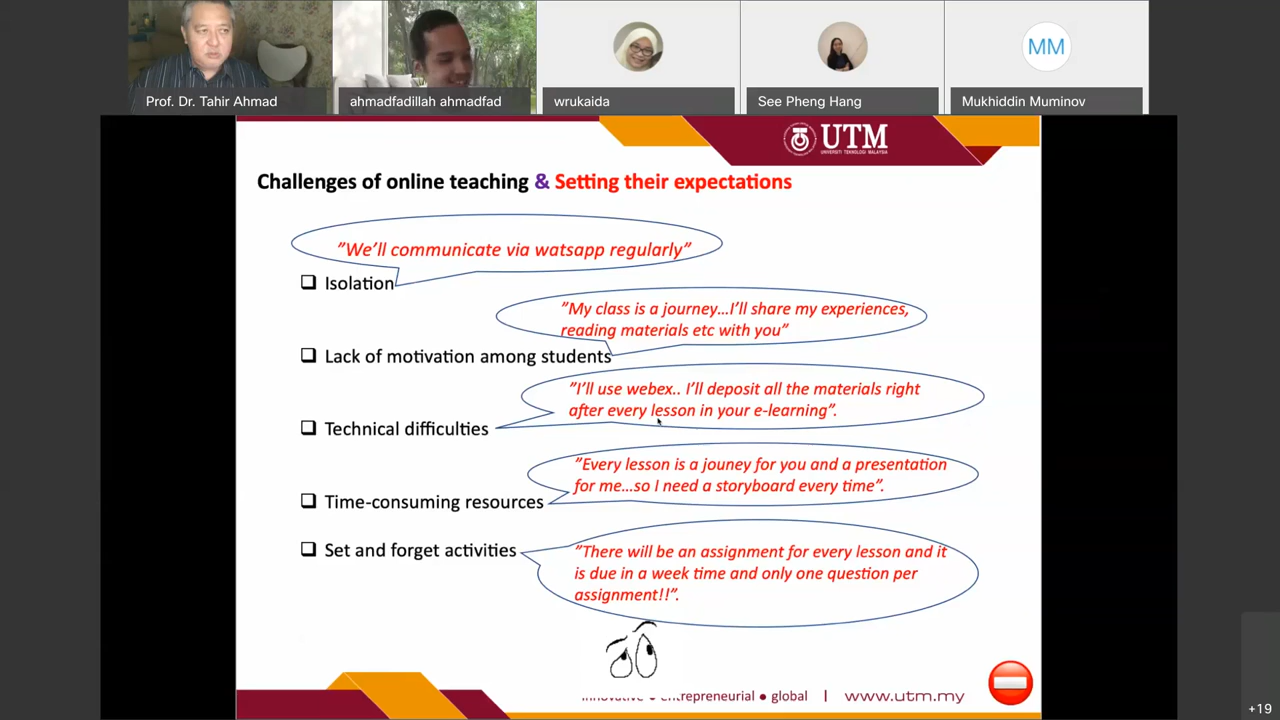 Prof. Dr. Tahir Ahmad
ahmadfadillah ahmadfad
wrukaida
See Pheng Hang
MM
Mukhiddin Muminov
UTM
UNIVERSITI TEKNOLOGI MALAYSIA
Challenges of online teaching & Setting their expectations
"We'll communicate via watsapp regularly"
Isolation
"My class is a journey...I'll share my experiences,
reading materials etc with you"
Lack of motivation among students
"I'll use webex.. I'll deposit all the materials right
after every lesson in your e-learning".
Technical difficulties
"Every lesson is a jouney for you and a presentation
for me...so I need a storyboard every time".
Time-consuming resources
Set and forget activities
"There will be an assignment for every lesson and it
is due in a week time and only one question per
assignment!!".
innovative ● entrepreneurial ● global | www.utm.my
+19